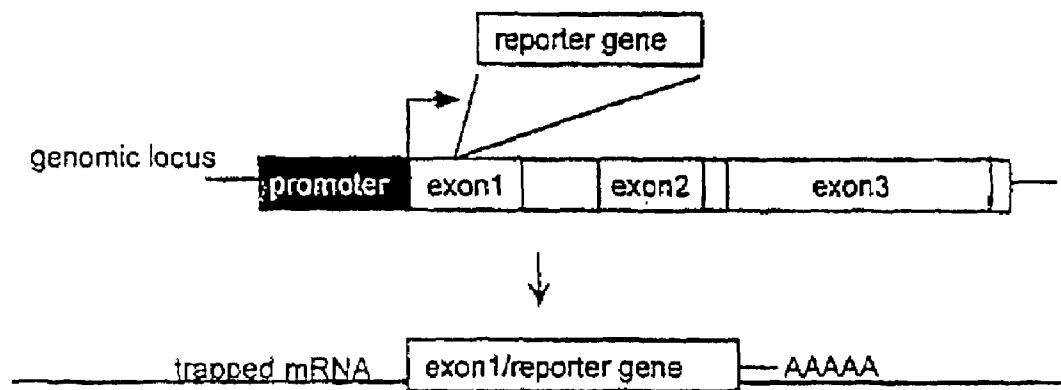 reporter gene
genomic locus
promoter exon1 exon2 exon3
trapped mRNA exon1/reporter gene AAAAA